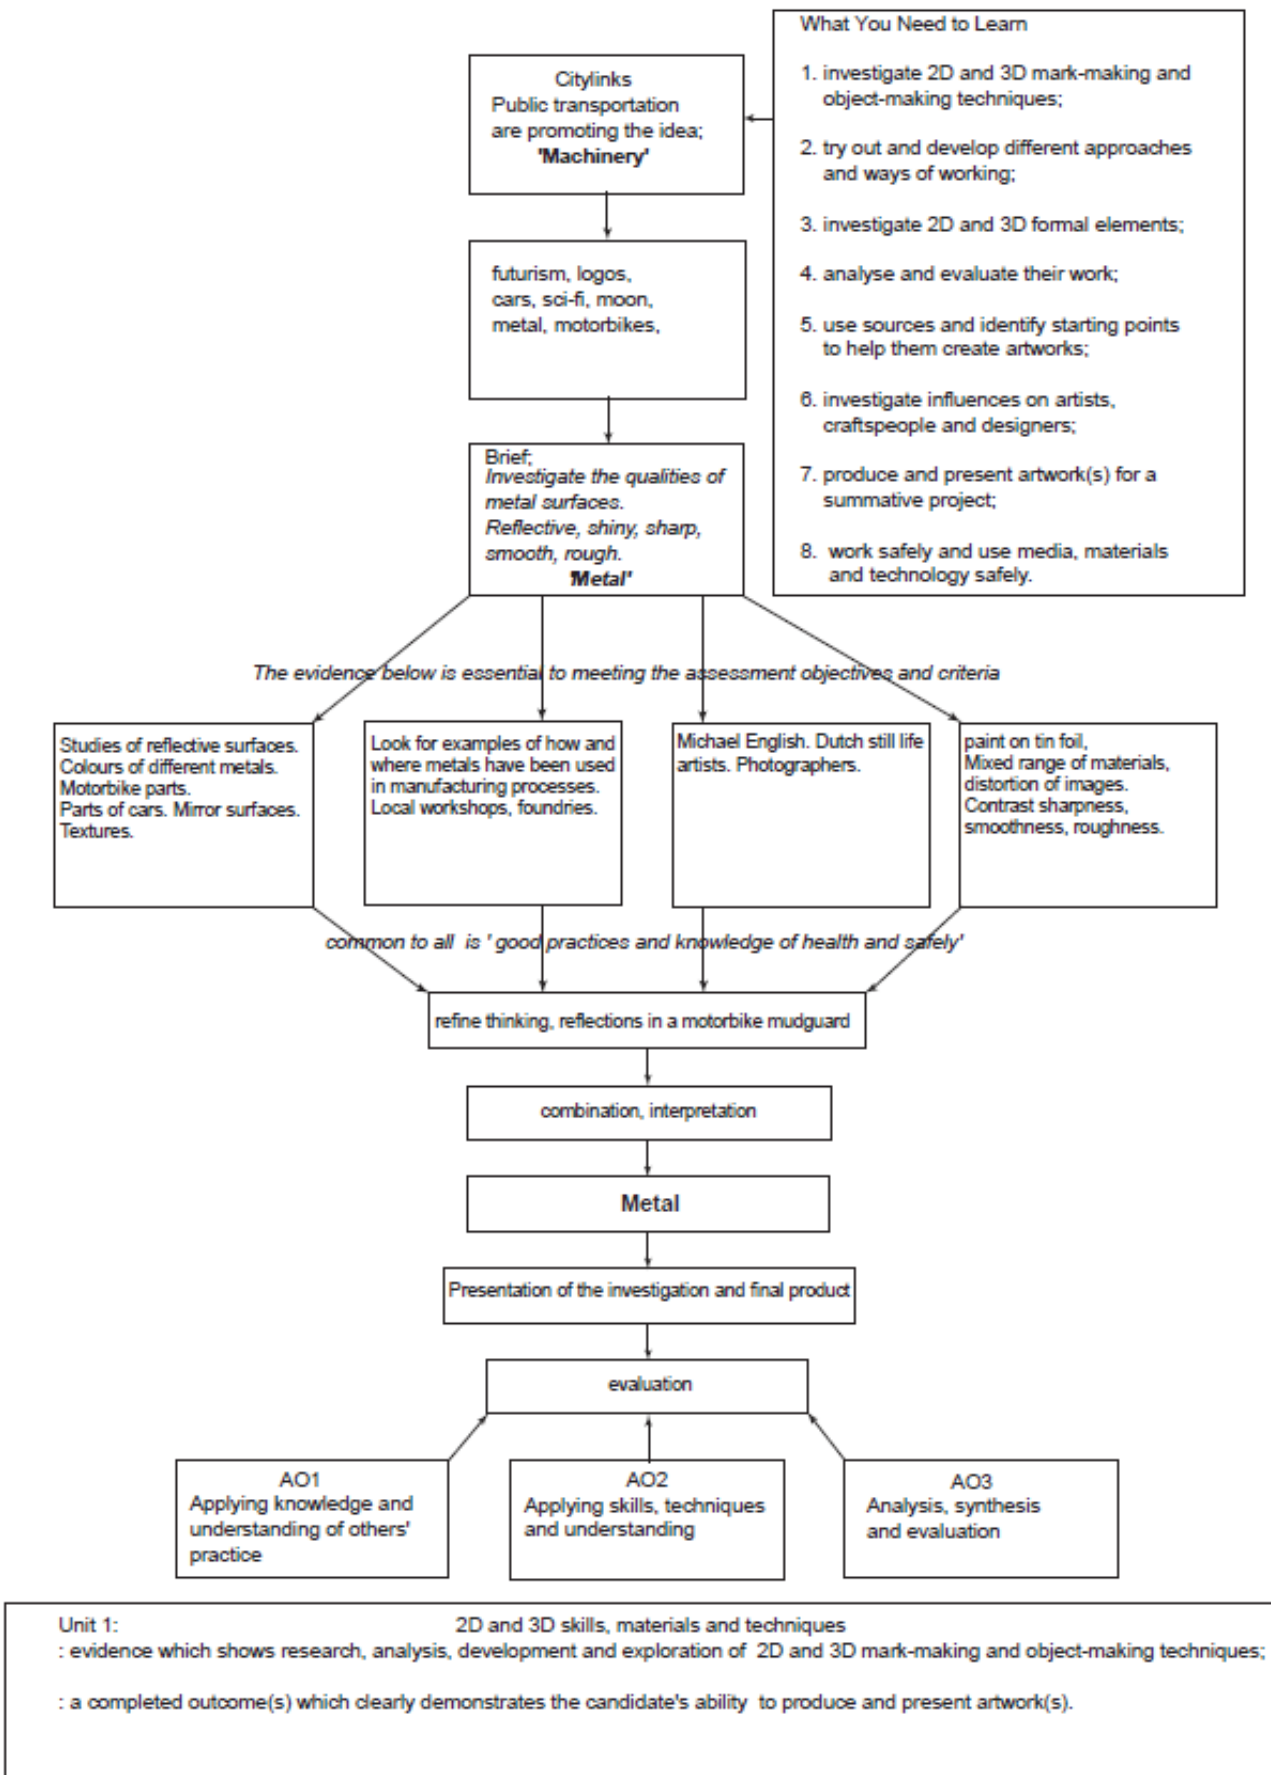 What You Need to Learn
1. investigate 2D and 3D mark-making and
object-making techniques;
2. try out and develop different approaches
and ways of working;
3. investigate 2D and 3D formal elements;
4. analyse and evaluate their work;
5. use sources and identify starting points
to help them create artworks;
6. investigate influences on artists,
craftspeople and designers;
7. produce and present artwork(s) for a
summative project;
8. work safely and use media, materials
and technology safely.
Citylinks
Public transportation
are promoting the idea;
'Machinery'
futurism, logos,
cars, sci-fi, moon,
metal, motorbikes,
Brief;
Investigate the qualities of
metal surfaces.
Reflective, shiny, sharp,
smooth, rough.
'Metal'
The evidence below is essential to meeting the assessment objectives and criteria
Studies of reflective surfaces.
Colours of different metals.
Motorbike parts.
Parts of cars. Mirror surfaces.
Textures.
Look for examples of how and
where metals have been used
in manufacturing processes.
Local workshops, foundries.
Michael English. Dutch still life
artists. Photographers.
paint on tin foil,
Mixed range of materials,
distortion of images.
Contrast sharpness,
smoothness, roughness.
common to all is ' good practices and knowledge of health and safely'
refine thinking, reflections in a motorbike mudguard
combination, interpretation
Metal
Presentation of the investigation and final product
evaluation
AO1
Applying knowledge and
understanding of others'
practice
AO2
Applying skills, techniques
and understanding
AO3
Analysis, synthesis
and evaluation
Unit 1: 2D and 3D skills, materials and techniques
: evidence which shows research, analysis, development and exploration of 2D and 3D mark-making and object-making techniques;
: a completed outcome(s) which clearly demonstrates the candidate's ability to produce and present artwork(s).